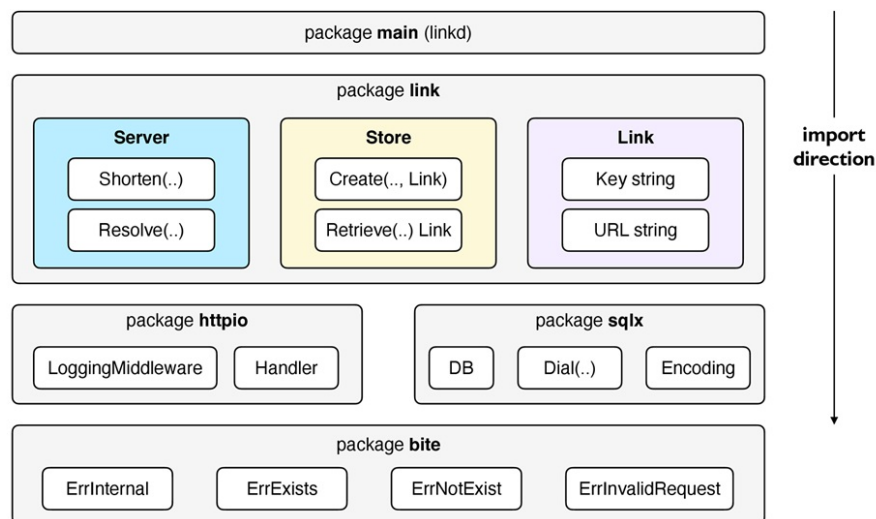 package main (linkd)
package link
Server
Shorten(..)
Resolve(..)
Store
Create(.., Link)
Retrieve(..) Link
Link
Key string
URL string
package httpio
LoggingMiddleware
Handler
package sqlx
DB
Dial(..)
Encoding
package bite
ErrInternal
ErrExists
ErrNotExist
ErrInvalidRequest
import
direction